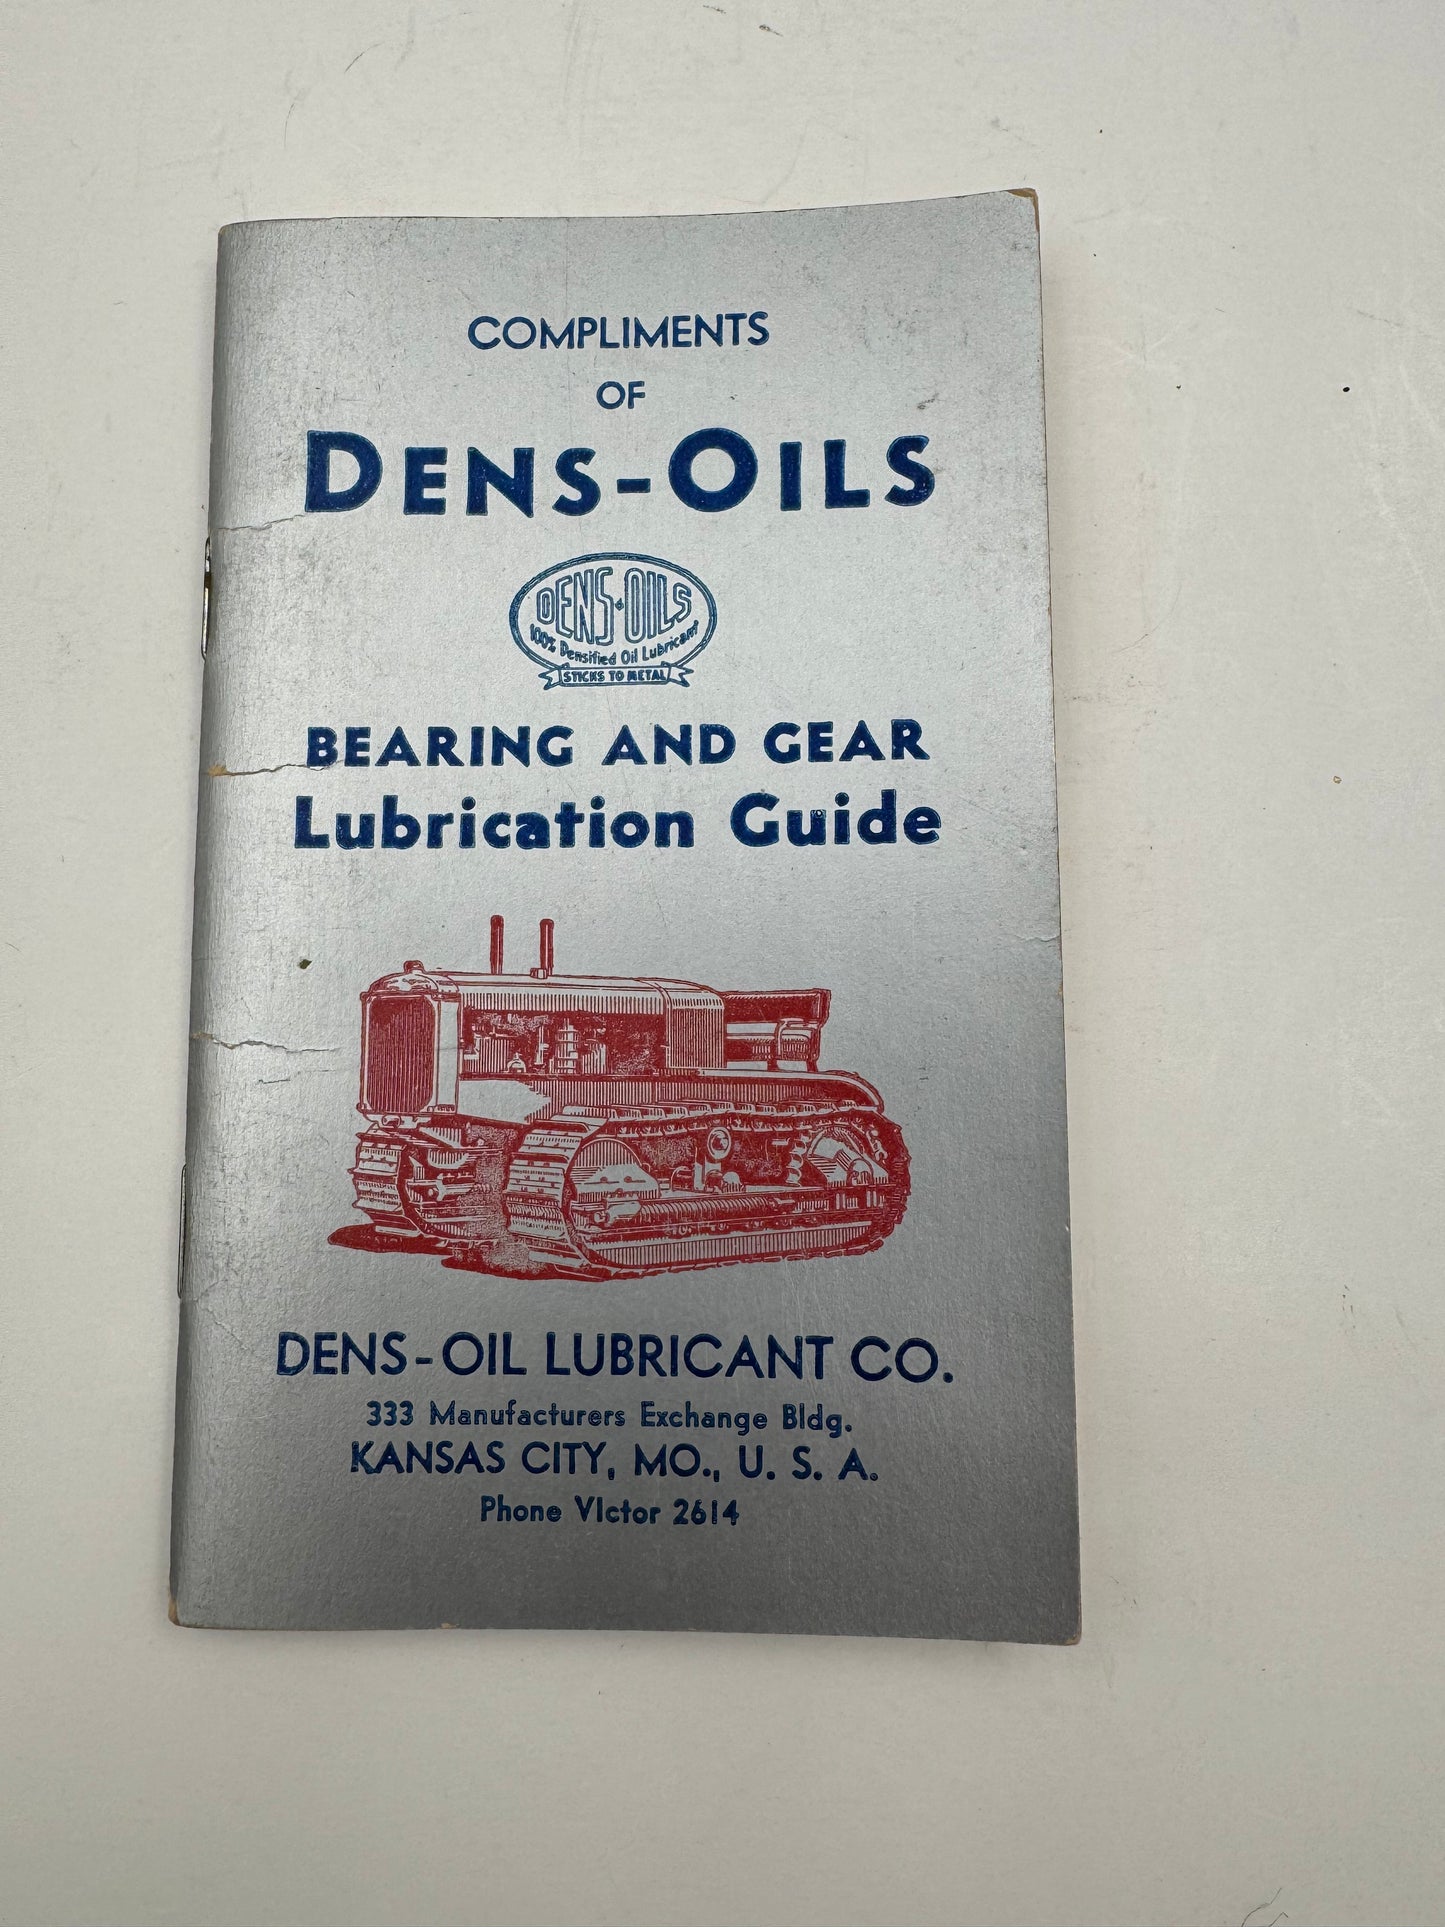 COMPLIMENTS
OF
DENS-OILS
DENS-OILS
100% Densified Oil Lubricant
STICKS TO METAL
BEARING AND GEAR
Lubrication Guide
DENS-OIL LUBRICANT CO.
333 Manufacturers Exchange Bldg.
KANSAS CITY, MO., U. S. A.
Phone VIctor 2614